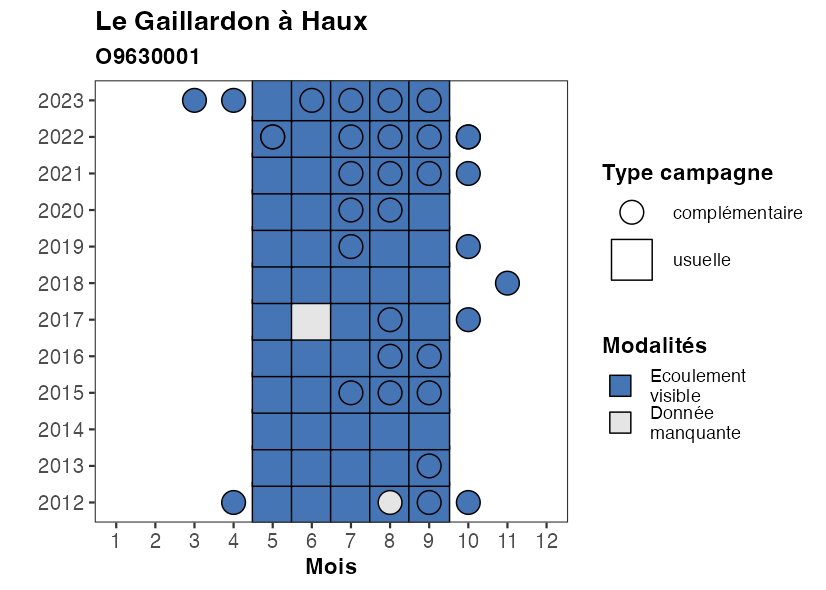 Le Gaillardon à Haux
O9630001
2023
2022
2021
2020
2019
2018
2017
2016
2015
2014
2013
2012
1 2 3 4 5 6 7 8 9 10 11 12
Mois
Type campagne
complémentaire
usuelle
Modalités
Ecoulement
visible
Donnée
manquante